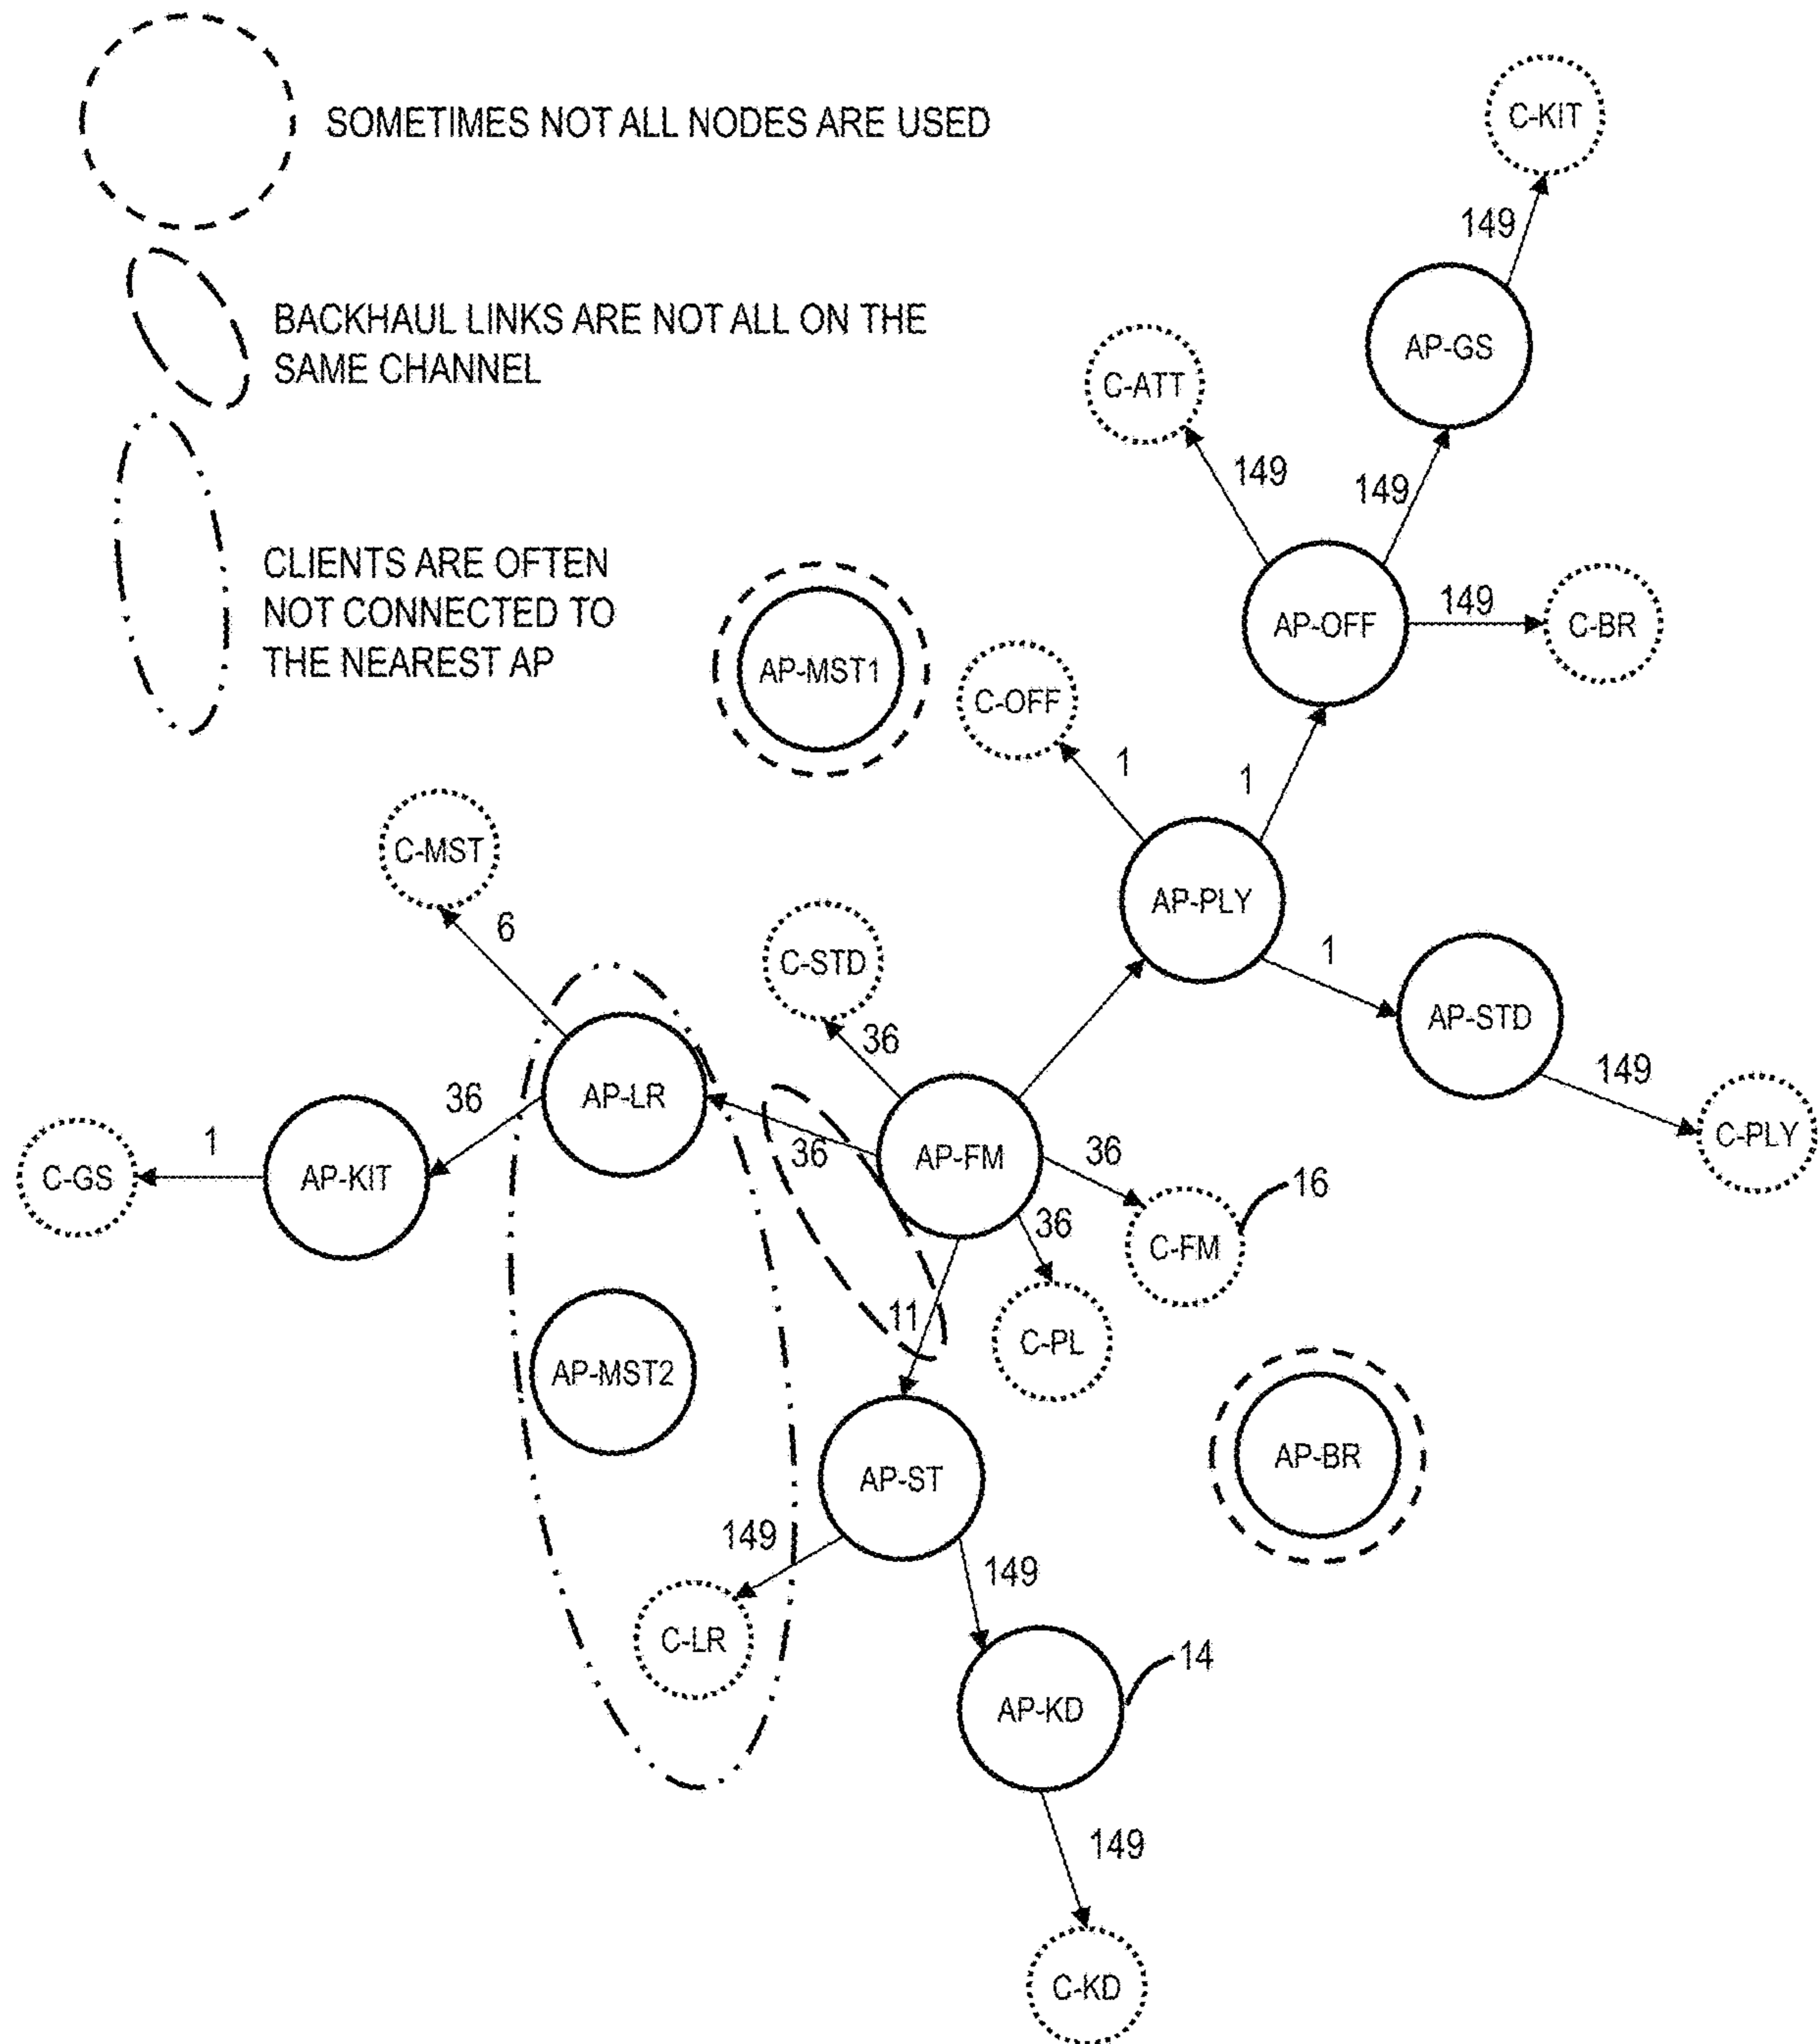 SOMETIMES NOT ALL NODES ARE USED
BACKHAUL LINKS ARE NOT ALL ON THE
SAME CHANNEL
CLIENTS ARE OFTEN
NOT CONNECTED TO
THE NEAREST AP
C-KIT
149
AP-GS
C-ATT
149
149
AP-OFF
149
C-BR
AP-MST1
C-OFF
1
1
C-MST
6
AP-PLY
1
C-STD
36
AP-STD
149
C-PLY
AP-LR
36
36
AP-FM
36
C-GS
1
AP-KIT
16
C-FM
36
11
C-PL
AP-MST2
AP-ST
AP-BR
149
149
C-LR
14
AP-KD
149
C-KD